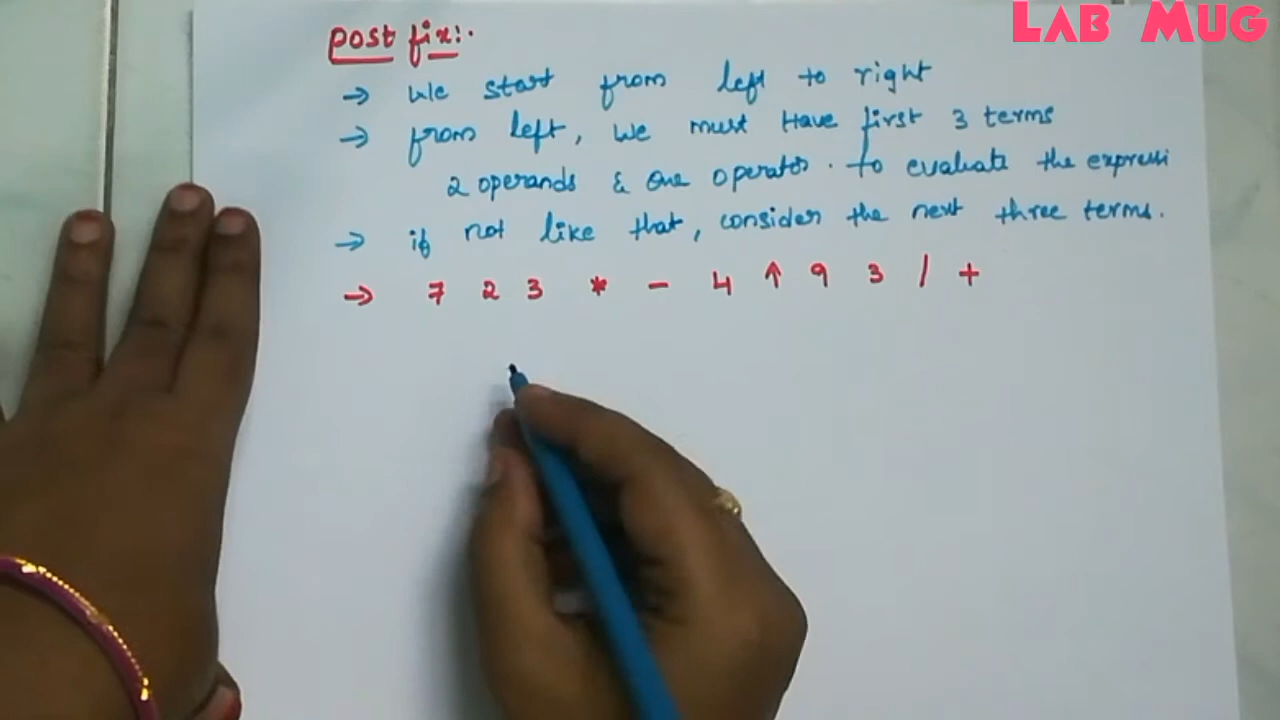 LAB MUG
post fix:.
→ We start from left to right
→ from left, we must Have first 3 terms
2 operands & One operator. to evaluate the expressi
→ if not like that, consider the next three terms.
→ 7 2 3 * - 4 ↑ 9 3 / +